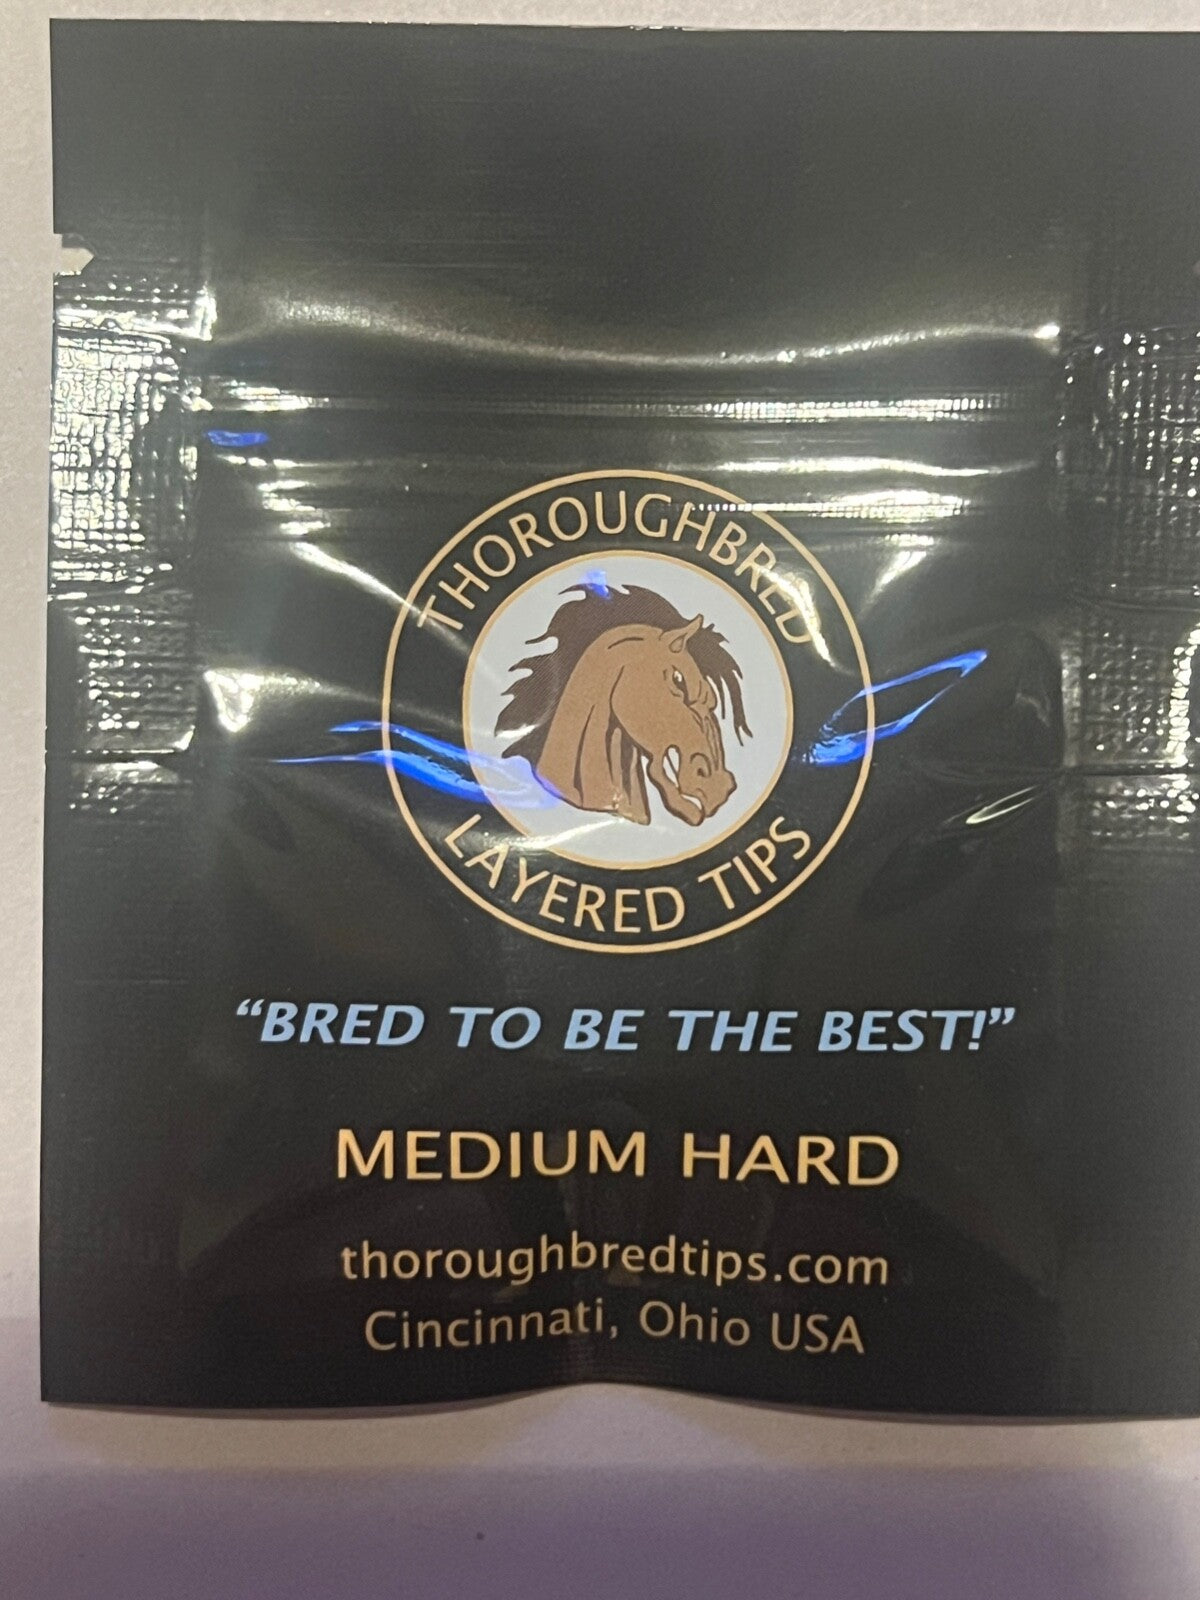 THOROUGHBRED
LAYERED TIPS
“BRED TO BE THE BEST!”
MEDIUM HARD
thoroughbredtips.com
Cincinnati, Ohio USA